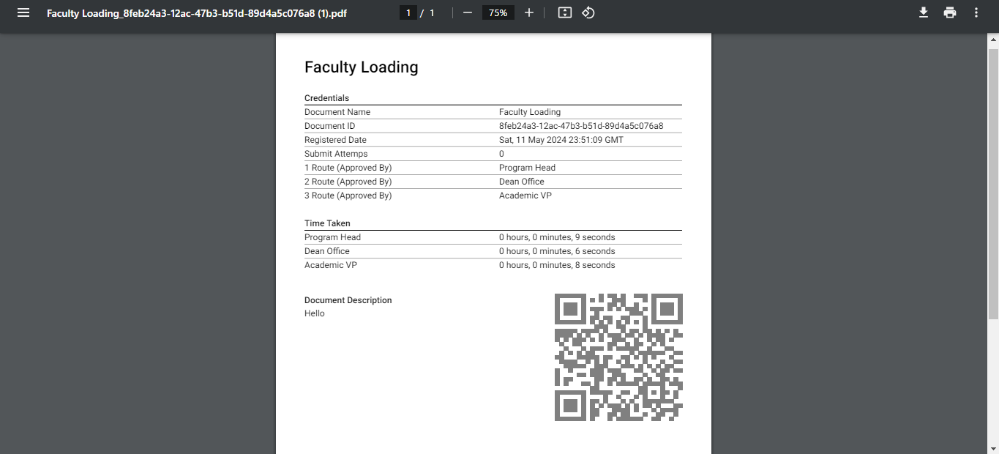 Faculty Loading_8feb24a3-12ac-47b3-b51d-89d4a5c076a8 (1).pdf 1 / 1 75%
Faculty Loading
Credentials
Document Name Faculty Loading
Document ID 8feb24a3-12ac-47b3-b51d-89d4a5c076a8
Registered Date Sat, 11 May 2024 23:51:09 GMT
Submit Attemps 0
1 Route (Approved By) Program Head
2 Route (Approved By) Dean Office
3 Route (Approved By) Academic VP
Time Taken
Program Head 0 hours, 0 minutes, 9 seconds
Dean Office 0 hours, 0 minutes, 6 seconds
Academic VP 0 hours, 0 minutes, 8 seconds
Document Description
Hello